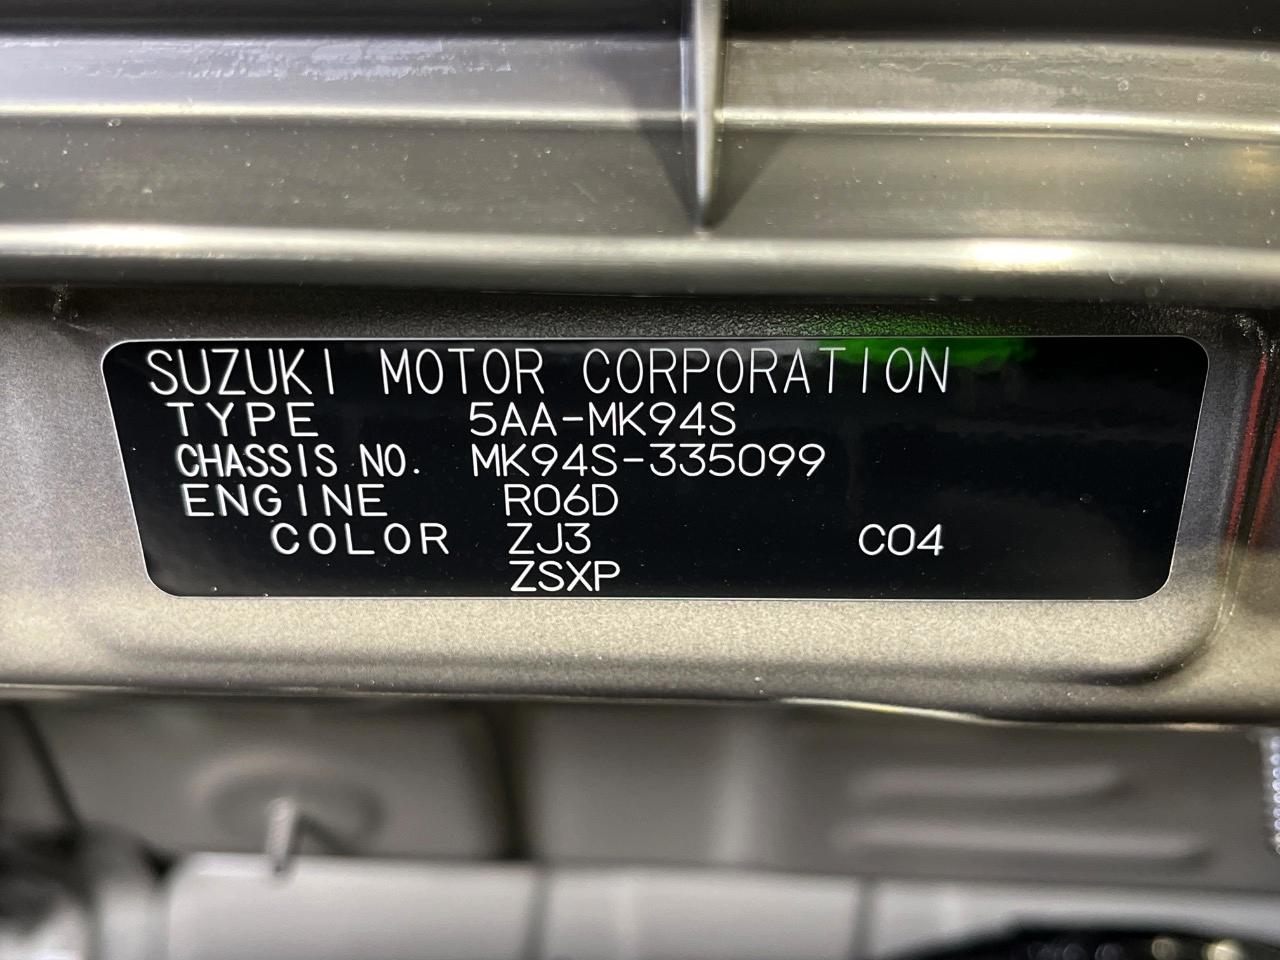 SUZUKI MOTOR CORPORATION
TYPE 5AA-MK94S
CHASSIS NO. MK94S-335099
ENGINE R06D
COLOR ZJ3 C04
ZSXP